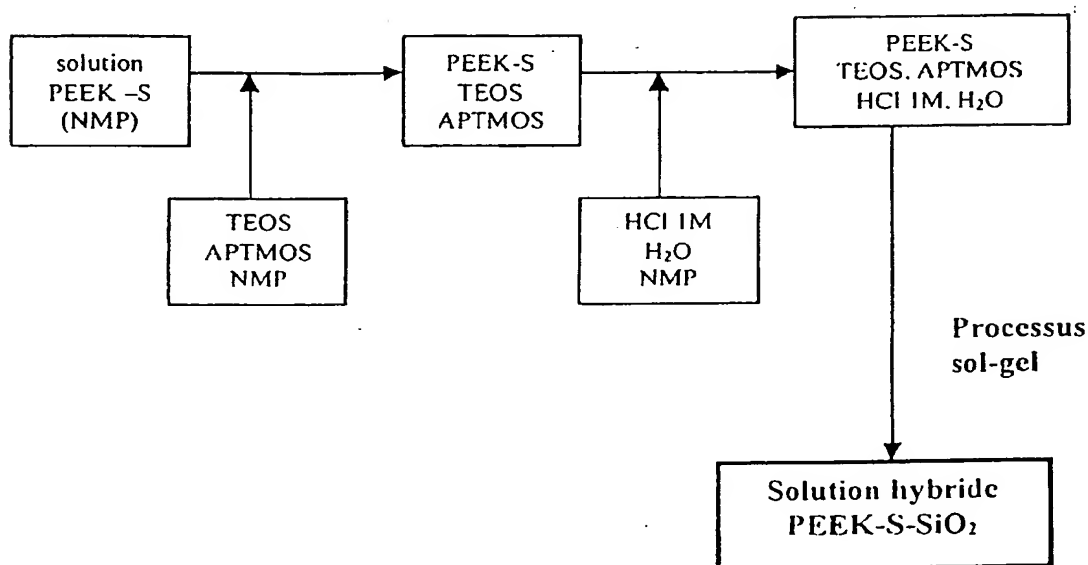 solution
PEEK –S
(NMP)
PEEK-S
TEOS
APTMOS
PEEK-S
TEOS. APTMOS
HCl 1M. H₂O
TEOS
APTMOS
NMP
HCl 1M
H₂O
NMP
Processus
sol-gel
Solution hybride
PEEK-S-SiO₂